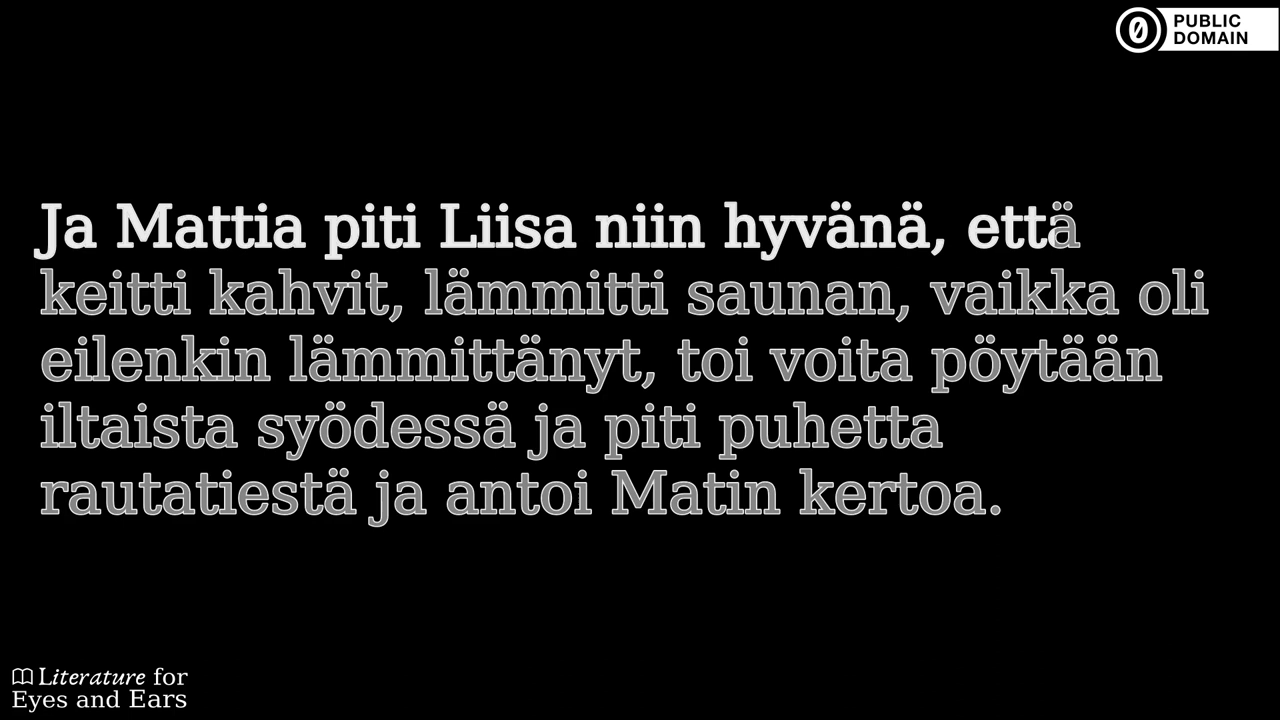 PUBLIC
DOMAIN
Ja Mattia piti Liisa niin hyvänä, että
keitti kahvit, lämmitti saunan, vaikka oli
eilenkin lämmittänyt, toi voita pöytään
iltaista syödessä ja piti puhetta
rautatiestä ja antoi Matin kertoa.
Literature for
Eyes and Ears